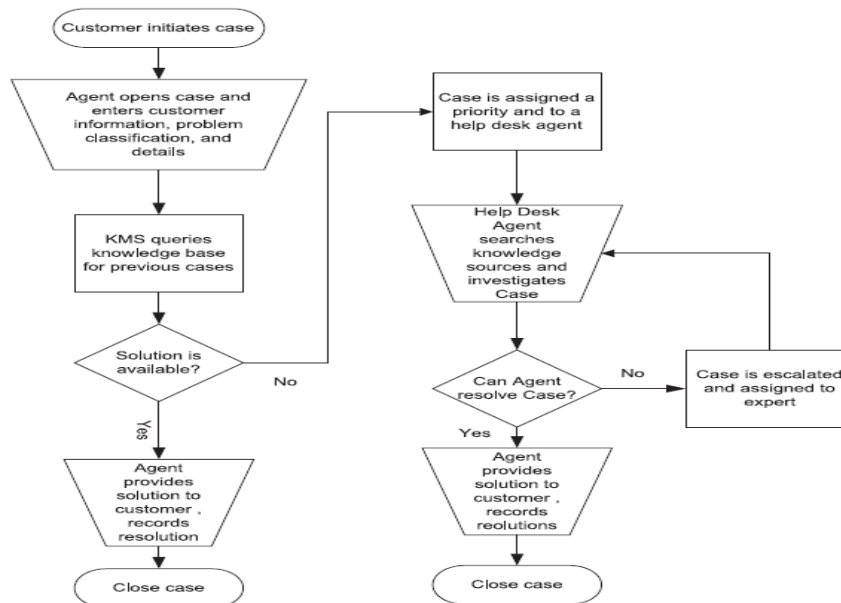 Customer initiates case
Agent opens case and
enters customer
information, problem
classification, and
details
KMS queries
knowledge base
for previous cases
Solution is
available?
No
Yes
Agent
provides
solution to
customer ,
records
resolution
Close case
Case is assigned a
priority and to a
help desk agent
Help Desk
Agent
searches
knowledge
sources and
investigates
Case
Can Agent
resolve Case?
No
Case is escalated
and assigned to
expert
Yes
Agent
provides
solution to
customer ,
records
reolutions
Close case